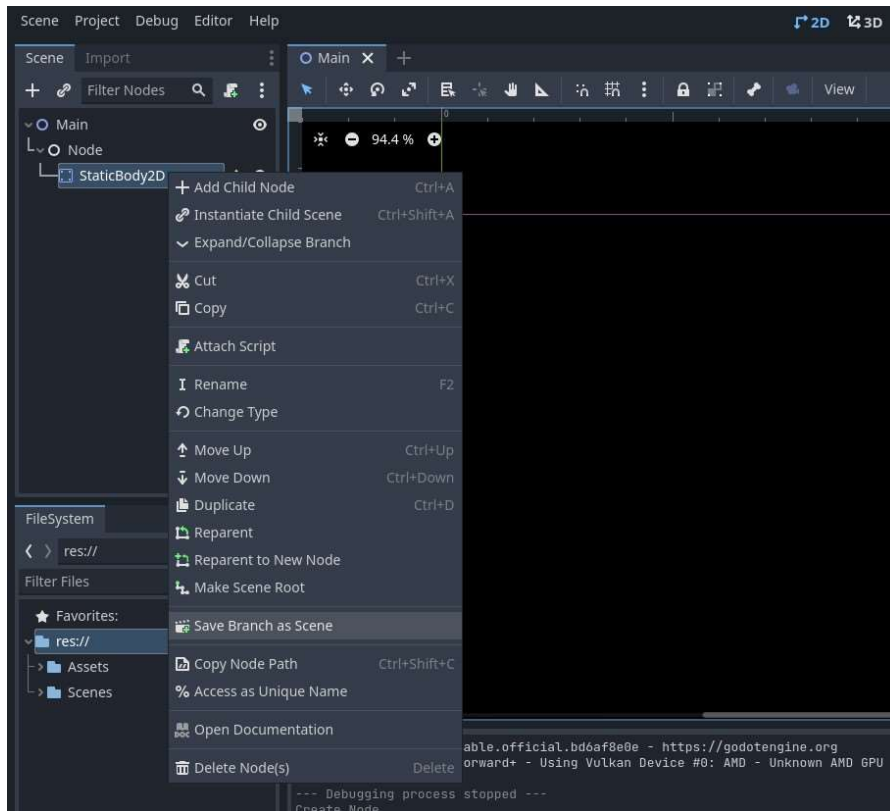 Scene Project Debug Editor Help
2D 3D
Scene Import
Main
Filter Nodes
View
Main
Node
StaticBody2D
0
94.4 %
Add Child Node Ctrl+A
Instantiate Child Scene Ctrl+Shift+A
Expand/Collapse Branch
Cut Ctrl+X
Copy Ctrl+C
Attach Script
Rename F2
Change Type
Move Up Ctrl+Up
Move Down Ctrl+Down
Duplicate Ctrl+D
Reparent
Reparent to New Node
Make Scene Root
Save Branch as Scene
Copy Node Path Ctrl+Shift+C
Access as Unique Name
Open Documentation
Delete Node(s) Delete
FileSystem
res://
Filter Files
Favorites:
res://
Assets
Scenes
able.official.bd6af8e0e - https://godotengine.org
orward+ - Using Vulkan Device #0: AMD - Unknown AMD GPU
--- Debugging process stopped ---
Create Node